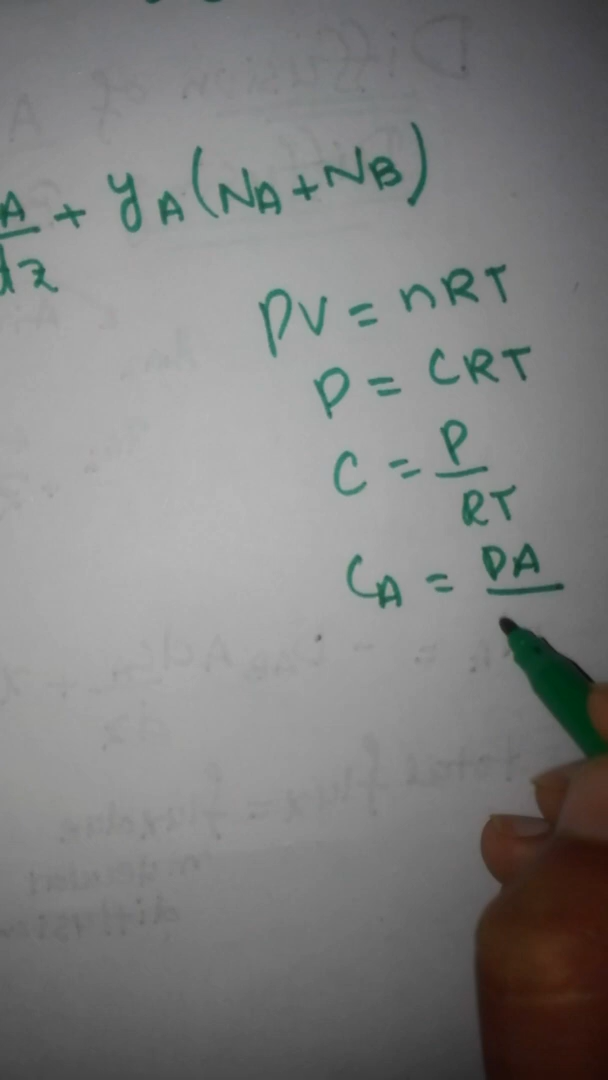 A/dz + yA(NA + NB)
PV = nRT
P = CRT
C = P/RT
CA = PA/